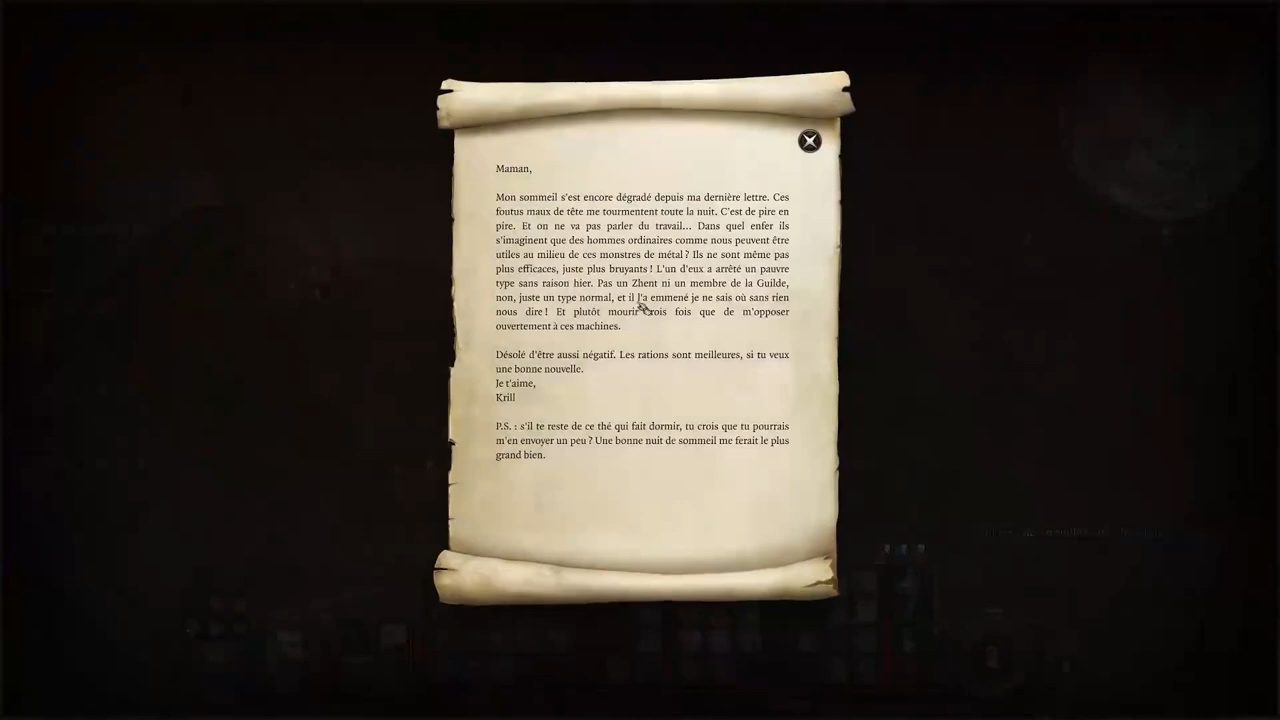 Maman,
Mon sommeil s'est encore dégradé depuis ma dernière lettre. Ces
foutus maux de tête me tourmentent toute la nuit. C'est de pire en
pire. Et on ne va pas parler du travail... Dans quel enfer ils
s'imaginent que des hommes ordinaires comme nous peuvent être
utiles au milieu de ces monstres de métal ? Ils ne sont même pas
plus efficaces, juste plus bruyants ! L'un d'eux a arrêté un pauvre
type sans raison hier. Pas un Zhent ni un membre de la Guilde,
non, juste un type normal, et il l'a emmené je ne sais où sans rien
nous dire ! Et plutôt mourir trois fois que de m'opposer
ouvertement à ces machines.
Désolé d'être aussi négatif. Les rations sont meilleures, si tu veux
une bonne nouvelle.
Je t'aime,
Krill
P.S. : s'il te reste de ce thé qui fait dormir, tu crois que tu pourrais
m'en envoyer un peu ? Une bonne nuit de sommeil me ferait le plus
grand bien.